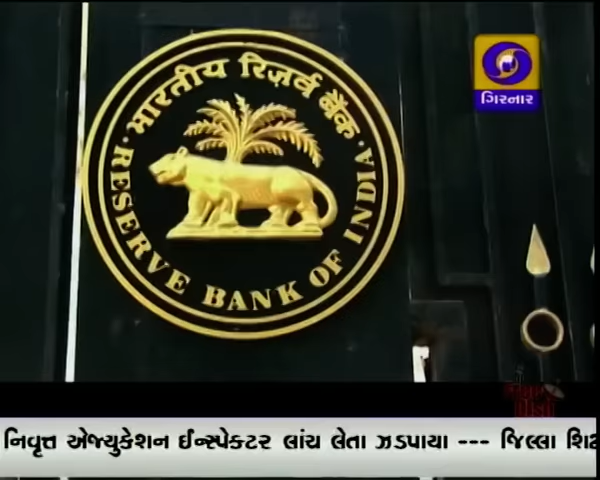 भारतीय रिज़र्व बैंक
RESERVE BANK OF INDIA
ગિરનાર
નિવૃત્ત એજ્યુકેશન ઈન્સ્પેક્ટર લાંચ લેતા ઝડપાયા --- જિલ્લા